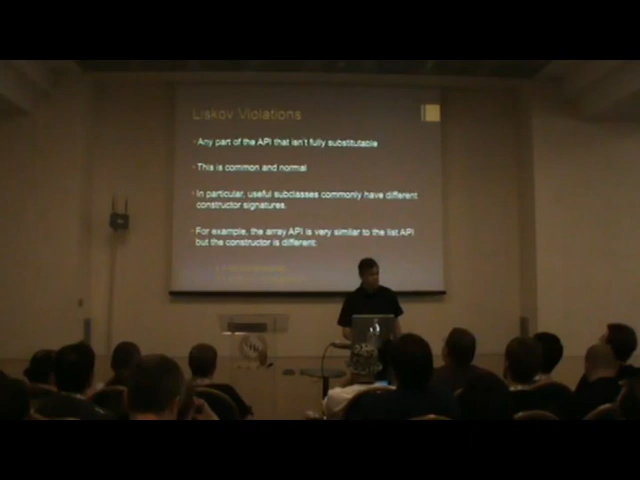 Liskov Violations
Any part of the API that isn't fully substitutable
This is common and normal
In particular, useful subclasses commonly have different
constructor signatures.
For example, the array API is very similar to the list API
but the constructor is different: